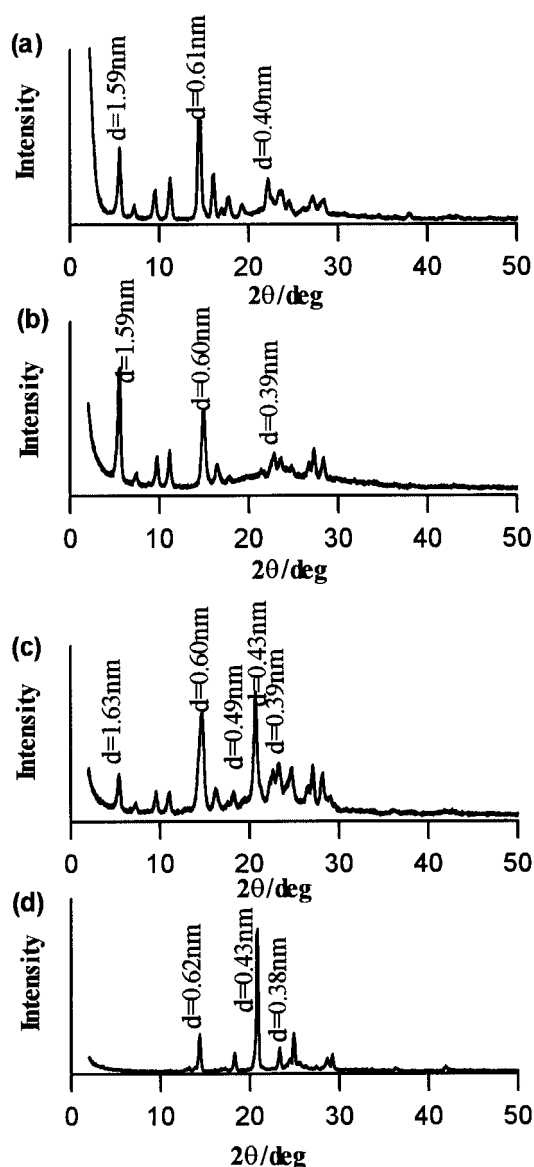 (a)
Intensity
d=1.59nm
d=0.61nm
d=0.40nm
0 10 20 30 40 50
2θ/deg
(b)
Intensity
d=1.59nm
d=0.60nm
d=0.39nm
0 10 20 30 40 50
2θ/deg
(c)
Intensity
d=1.63nm
d=0.60nm
d=0.49nm
d=0.43nm
d=0.39nm
0 10 20 30 40 50
2θ/deg
(d)
Intensity
d=0.62nm
d=0.43nm
d=0.38nm
0 10 20 30 40 50
2θ/deg